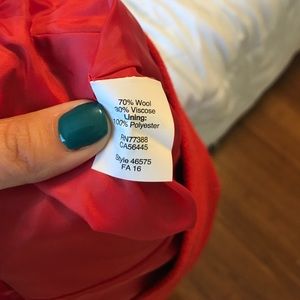 70% Wool
30% Viscose
Lining:
100% Polyester
RN77388
CA56445
Style 46575
FA 16